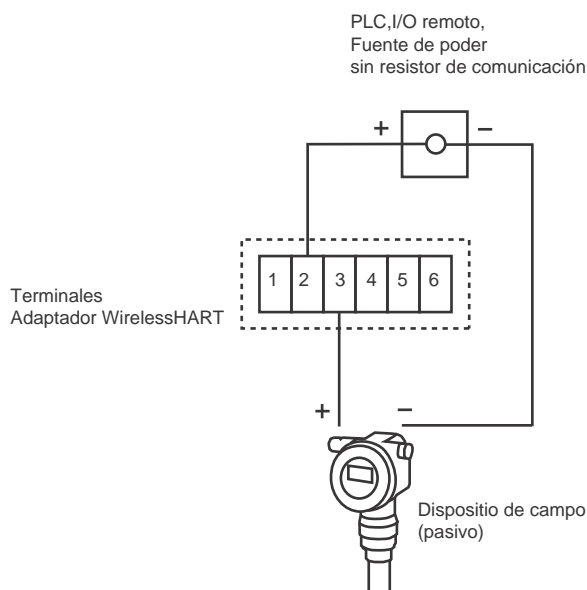 PLC,I/O remoto,
Fuente de poder
sin resistor de comunicación
+ −
1 2 3 4 5 6
Terminales
Adaptador WirelessHART
+ −
Dispositio de campo
(pasivo)